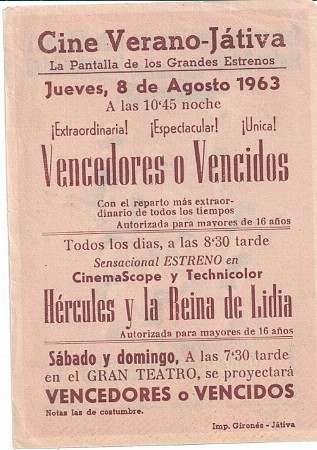 Cine Verano-Játiva
La Pantalla de los Grandes Estrenos
Jueves, 8 de Agosto 1963
A las 10'45 noche
¡Extraordinaria! ¡Espectacular! ¡Unica!
Vencedores o Vencidos
Con el reparto más extraor-
dinario de todos los tiempos
Autorizada para mayores de 16 años
Todos los dias, a las 8'30 tarde
Sensacional ESTRENO en
CinemaScope y Technicolor
Hércules y la Reina de Lidia
Autorizada para mayores de 16 años
Sábado y domingo, A las 7'30 tarde
en el GRAN TEATRO, se proyectará
VENCEDORES o VENCIDOS
Notas las de costumbre.
Imp. Gironés - Játiva